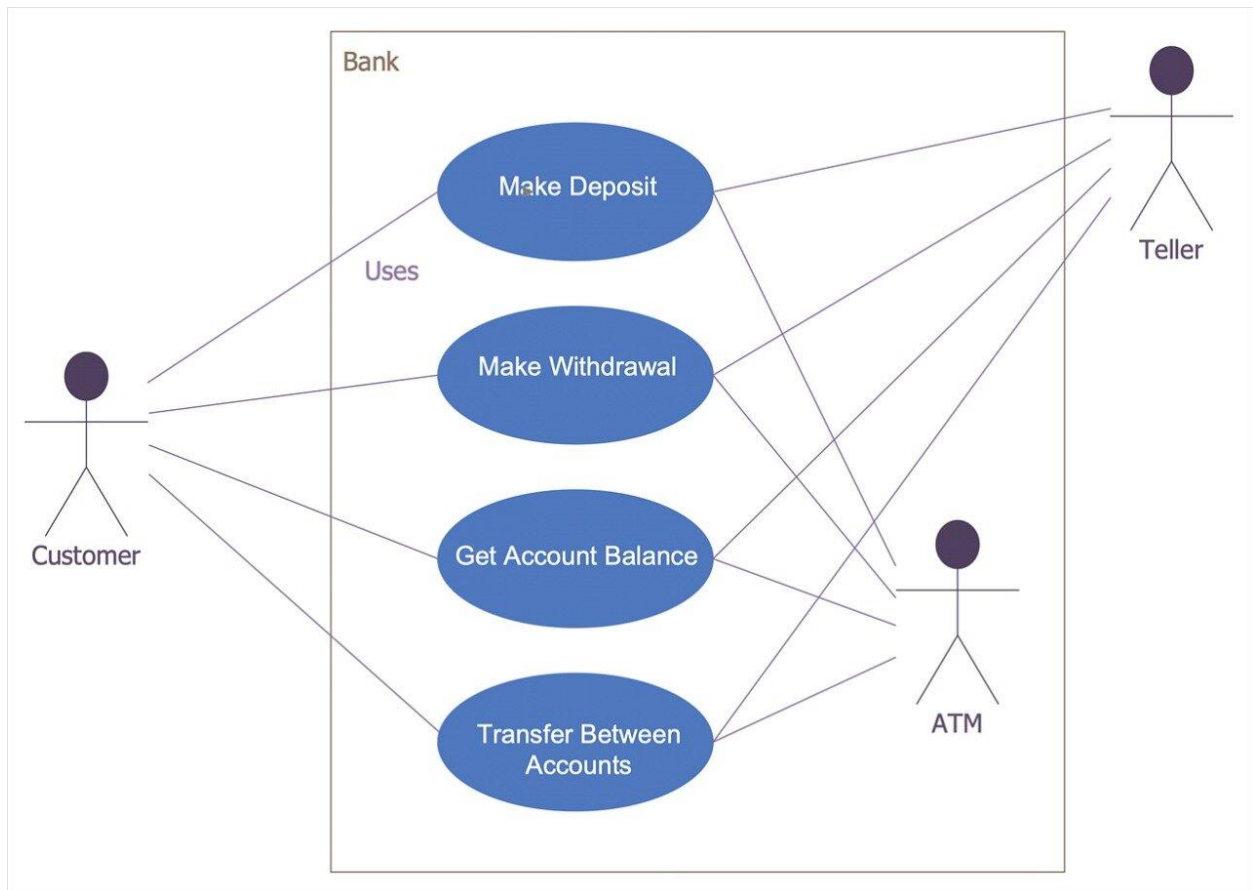 Bank
Make Deposit
Teller
Uses
Make Withdrawal
Customer
Get Account Balance
ATM
Transfer Between
Accounts